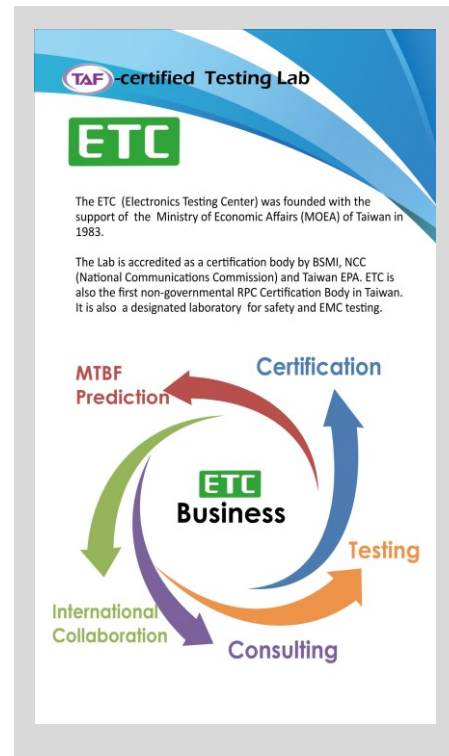 TAF-certified Testing Lab
ETC
The ETC (Electronics Testing Center) was founded with the
support of the Ministry of Economic Affairs (MOEA) of Taiwan in
1983.
The Lab is accredited as a certification body by BSMI, NCC
(National Communications Commission) and Taiwan EPA. ETC is
also the first non-governmental RPC Certification Body in Taiwan.
It is also a designated laboratory for safety and EMC testing.
Certification
MTBF
Prediction
ETC
Business
Testing
International
Collaboration
Consulting